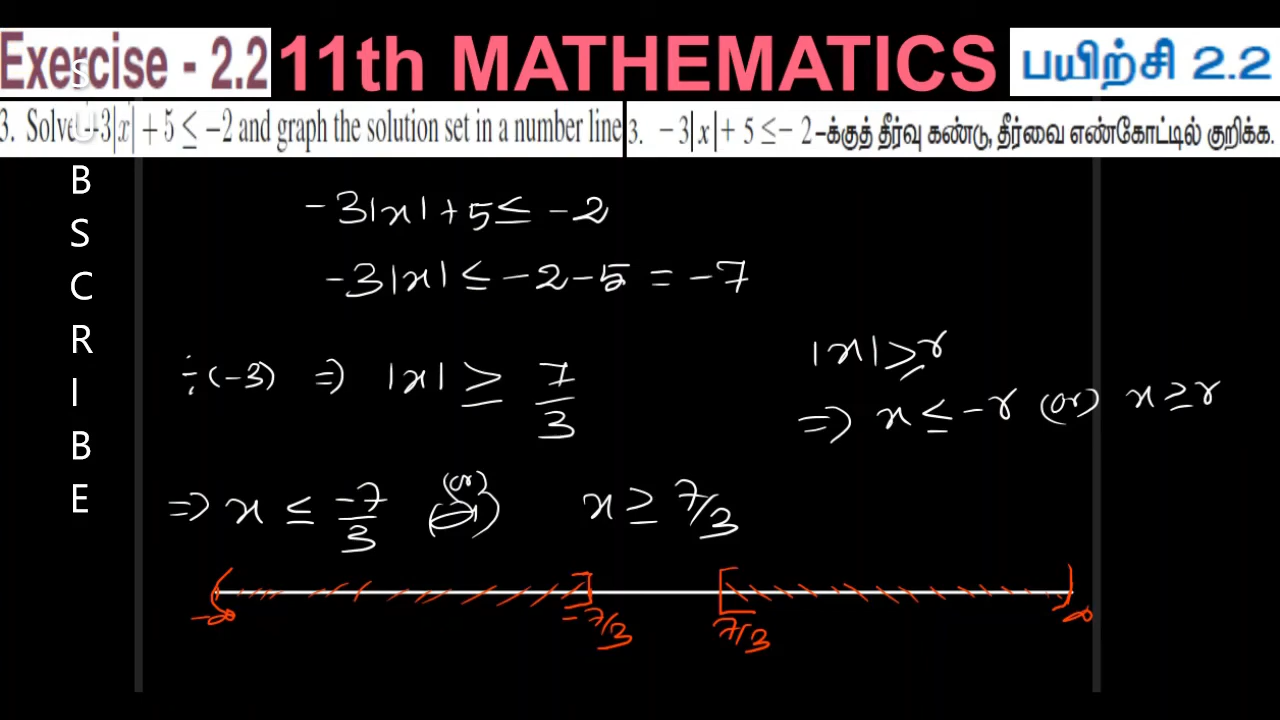 Exercise - 2.2 11th MATHEMATICS பயிற்சி 2.2
3. Solve -3|x| + 5 ≤ -2 and graph the solution set in a number line
3. -3|x| + 5 ≤ -2 -க்குத் தீர்வு கண்டு, தீர்வை எண்கோட்டில் குறிக்க.
SUBSCRIBE
-3|x| + 5 ≤ -2
-3|x| ≤ -2-5 = -7
÷(-3) ⇒ |x| ≥ 7/3
|x| ≥ r
⇒ x ≤ -r (or) x ≥ r
⇒ x ≤ -7/3 (or) x ≥ 7/3
-∞ -7/3 7/3 ∞